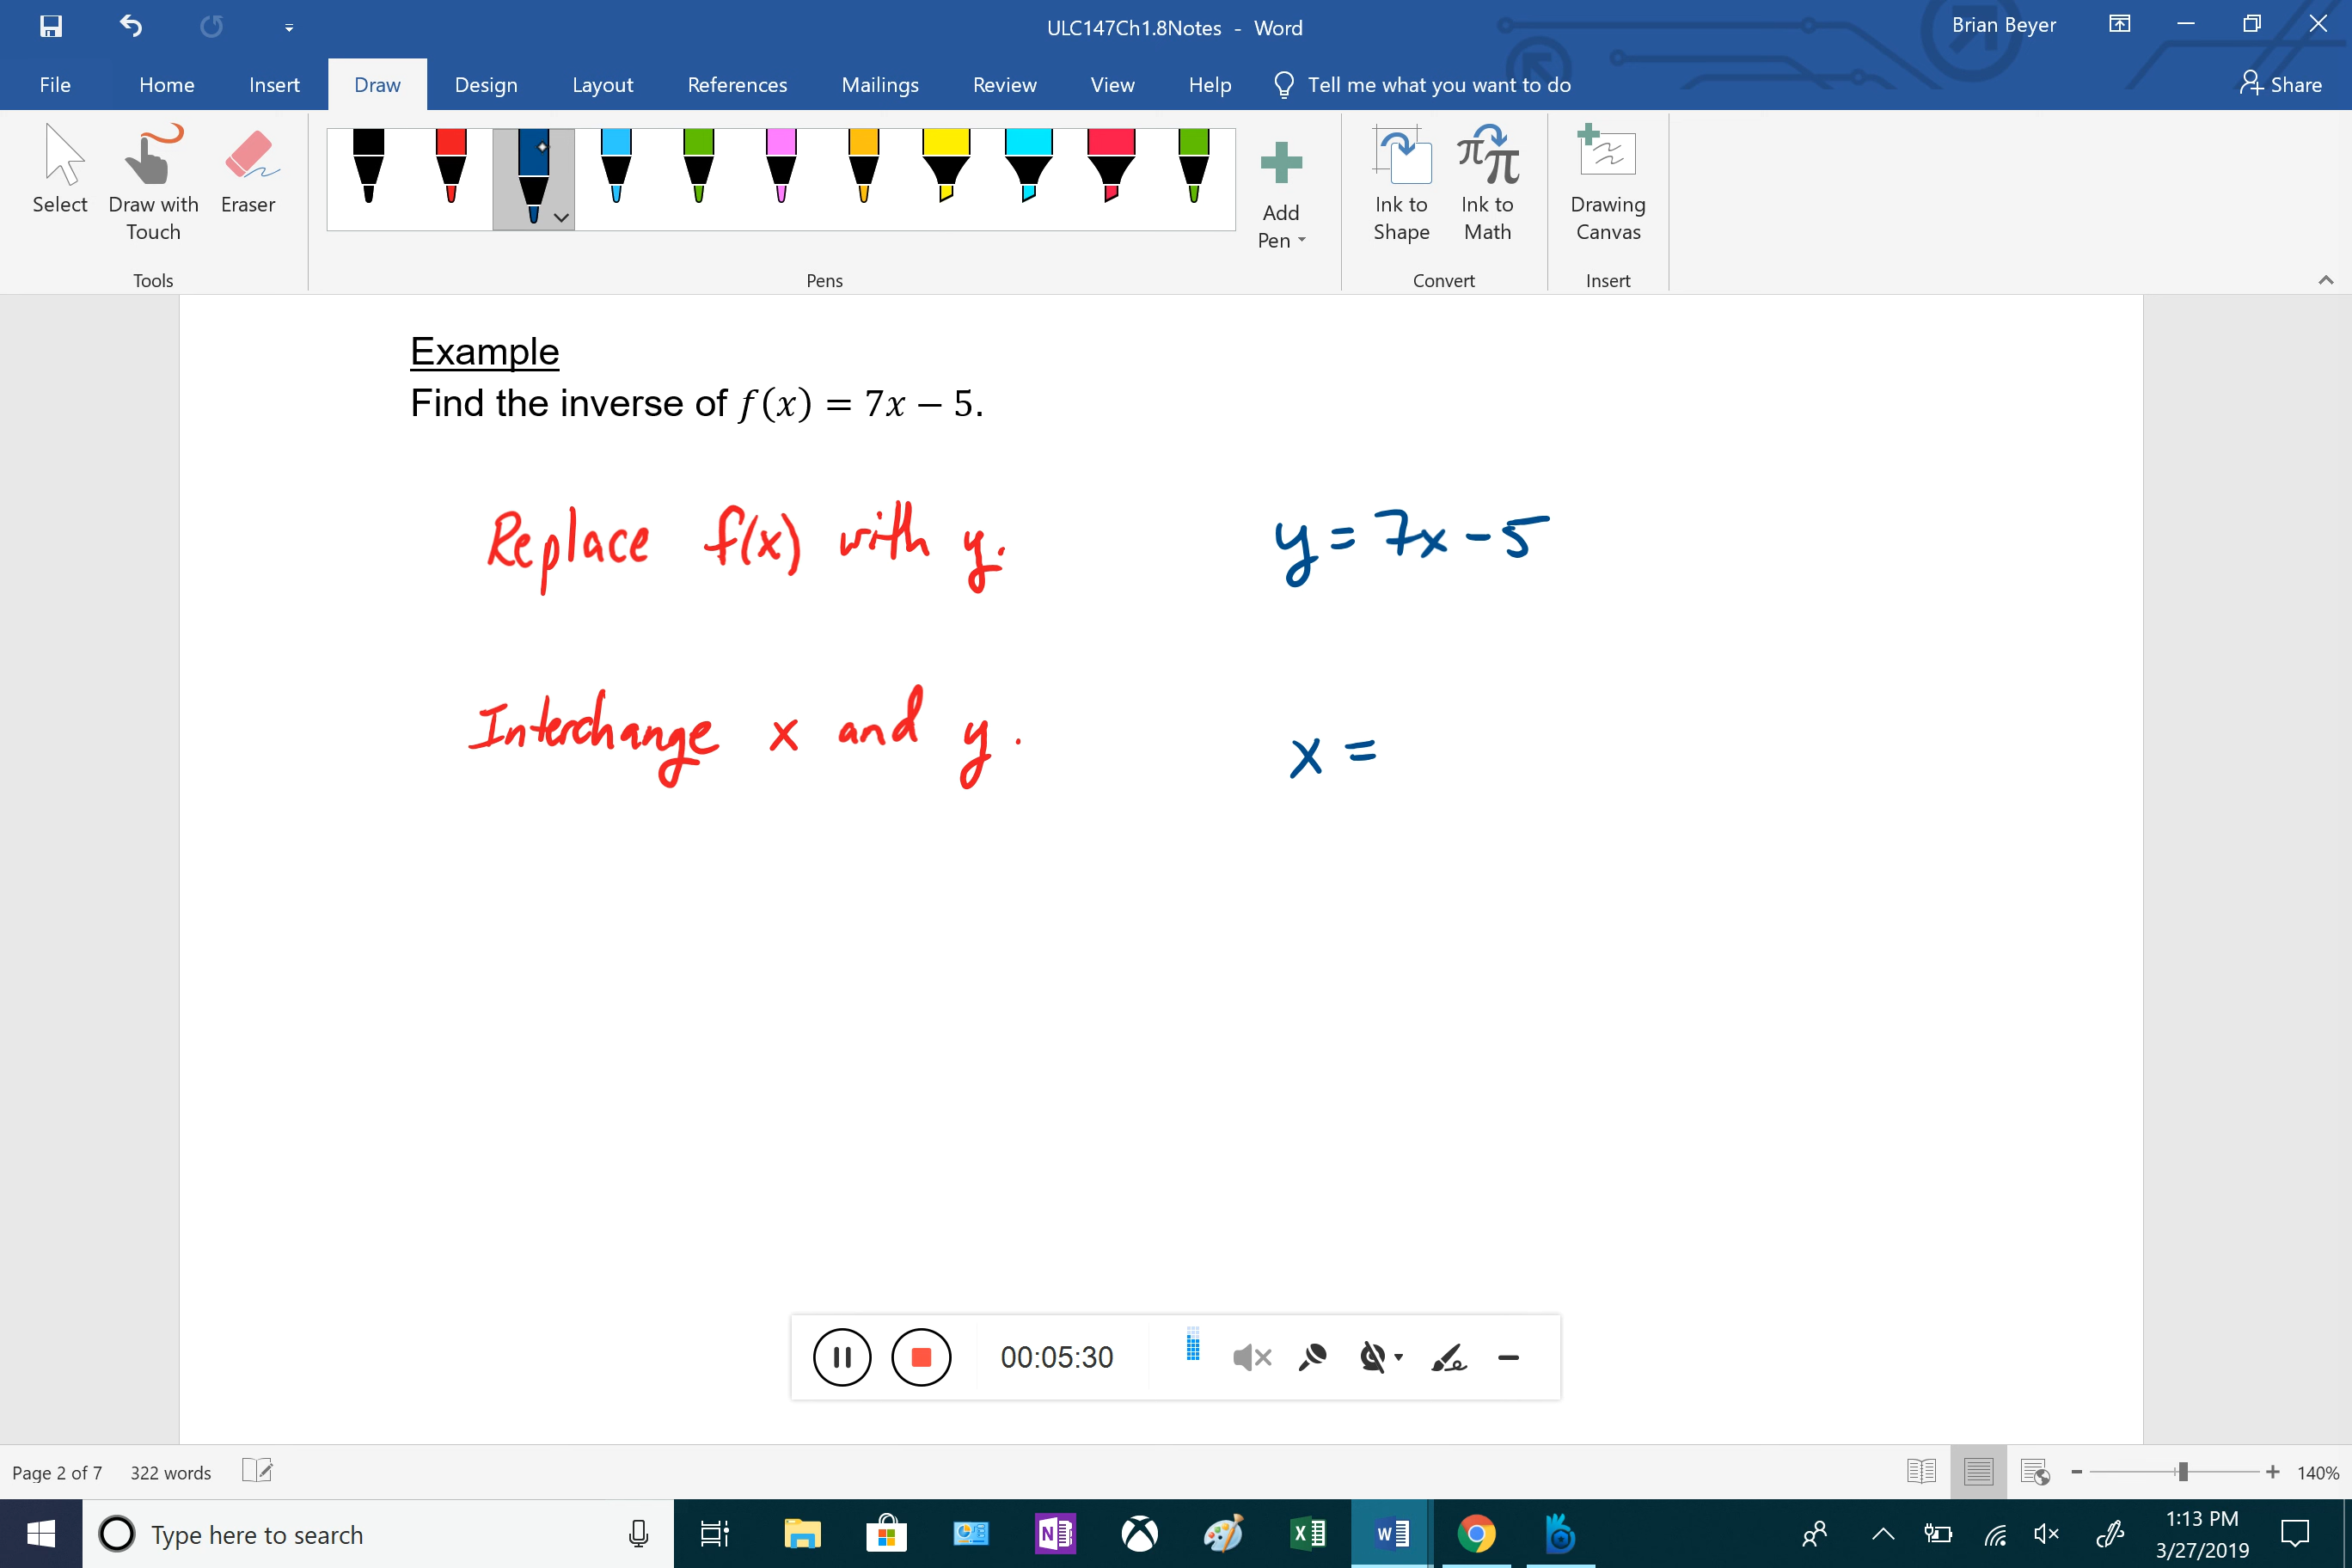 ULC147Ch1.8Notes - Word
Brian Beyer
File Home Insert Draw Design Layout References Mailings Review View Help Tell me what you want to do Share
Select Draw with Touch Eraser Add Pen Ink to Shape Ink to Math Drawing Canvas
Tools Pens Convert Insert
Example
Find the inverse of f(x) = 7x − 5.
Replace f(x) with y. y = 7x - 5
Interchange x and y. x =
00:05:30
Page 2 of 7 322 words 140%
Type here to search
1:13 PM
3/27/2019